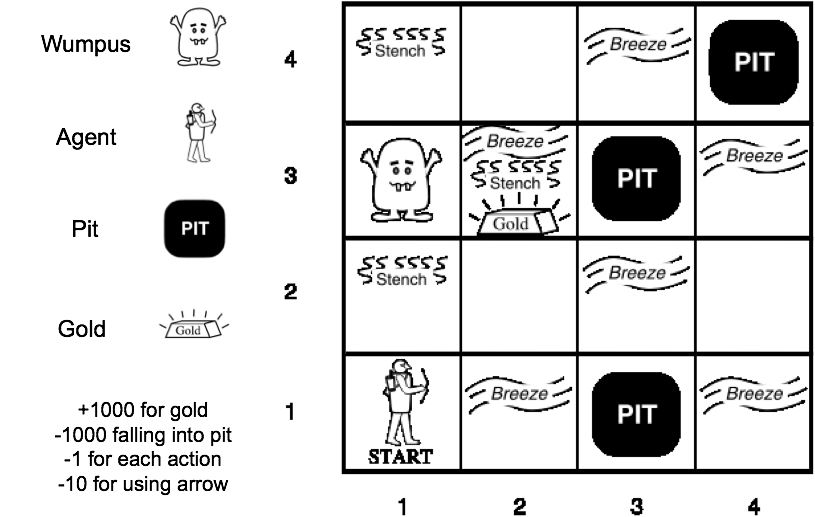 Wumpus
Agent
Pit
PIT
Gold
Gold
+1000 for gold
-1000 falling into pit
-1 for each action
-10 for using arrow
4
Stench
Breeze
PIT
3
Breeze
Stench
Gold
PIT
Breeze
2
Stench
Breeze
1
START
Breeze
PIT
Breeze
1 2 3 4